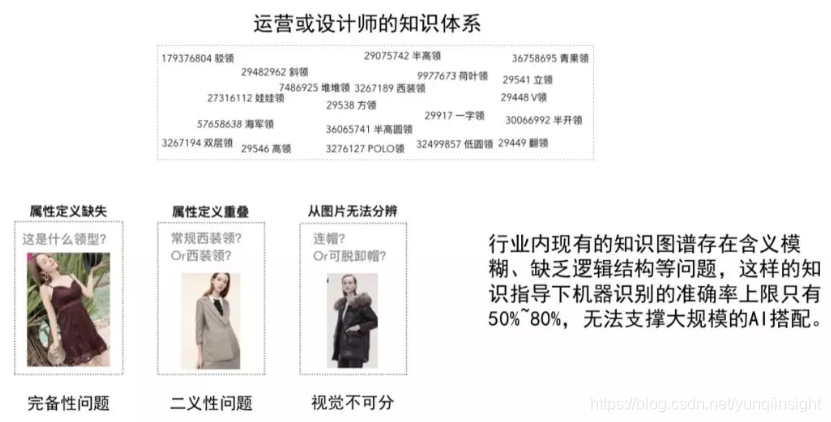 运营或设计师的知识体系
179376804 驳领
29075742 半高领
36758695 青果领
29482962 斜领
9977673 荷叶领
29541 立领
7486925 堆堆领
3267189 西装领
27316112 娃娃领
29538 方领
29448 V领
29917 一字领
30066992 半开领
57658638 海军领
36065741 半高圆领
3267194 双层领
29546 高领
3276127 POLO领
32499857 低圆领
29449 翻领
属性定义缺失
这是什么领型?
完备性问题
属性定义重叠
常规西装领?
Or西装领?
二义性问题
从图片无法分辨
连帽?
Or可脱卸帽?
视觉不可分
行业内现有的知识图谱存在含义模
糊、缺乏逻辑结构等问题，这样的知
识指导下机器识别的准确率上限只有
50%~80%，无法支撑大规模的AI搭配。
https://blog.csdn.net/yunqiinsight